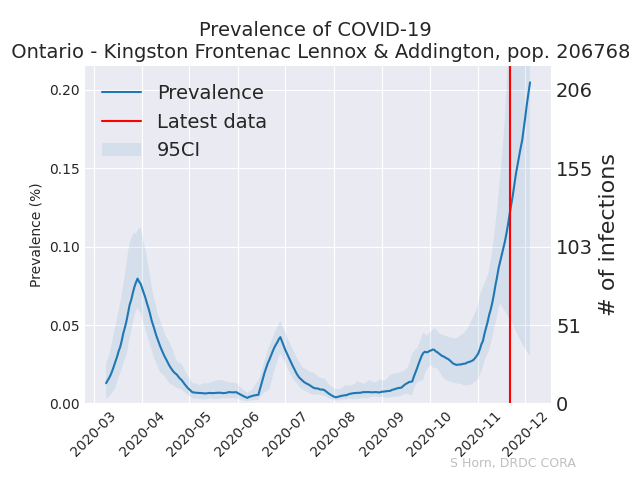 Prevalence of COVID-19
Ontario - Kingston Frontenac Lennox & Addington, pop. 206768
Prevalence
Latest data
95CI
Prevalence (%)
0.20
0.15
0.10
0.05
0.00
206
155
103
51
0
# of infections
2020-03
2020-04
2020-05
2020-06
2020-07
2020-08
2020-09
2020-10
2020-11
2020-12
S Horn, DRDC CORA